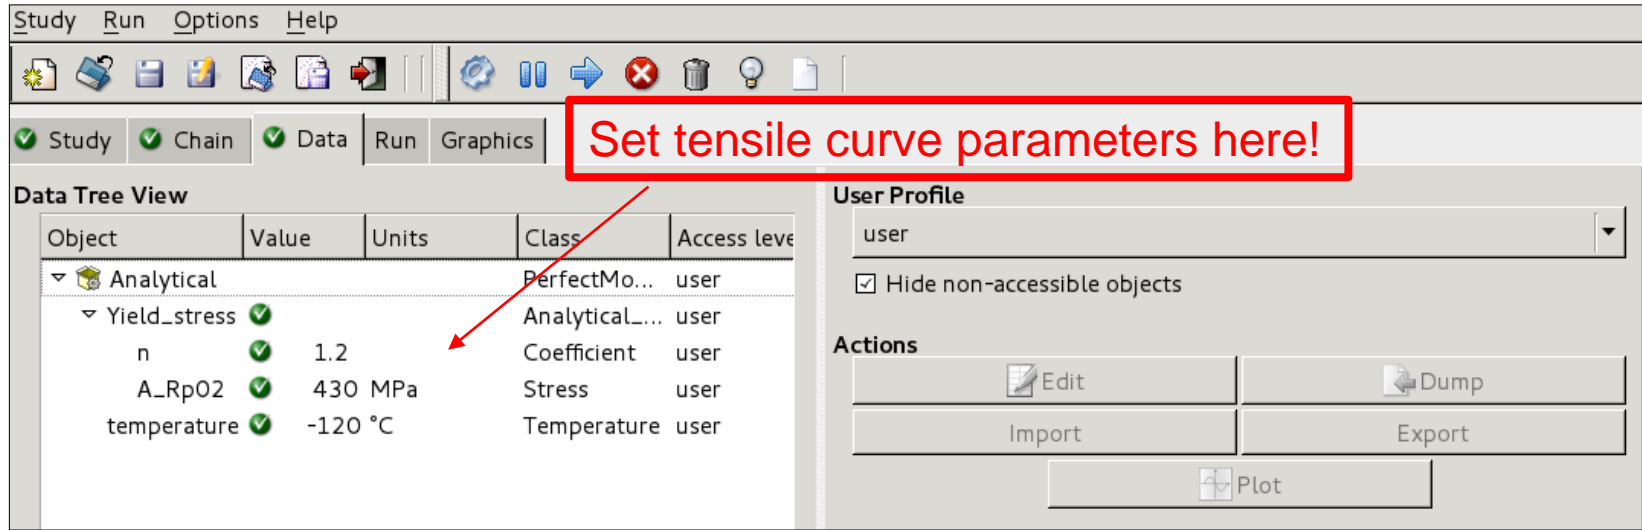 Study Run Options Help
Set tensile curve parameters here!
Study Chain Data Run Graphics
Data Tree View
Object Value Units Class Access leve
Analytical PerfectMo... user
Yield_stress Analytical_... user
n 1.2 Coefficient user
A_Rp02 430 MPa Stress user
temperature -120 °C Temperature user
User Profile
user
Hide non-accessible objects
Actions
Edit Dump
Import Export
Plot